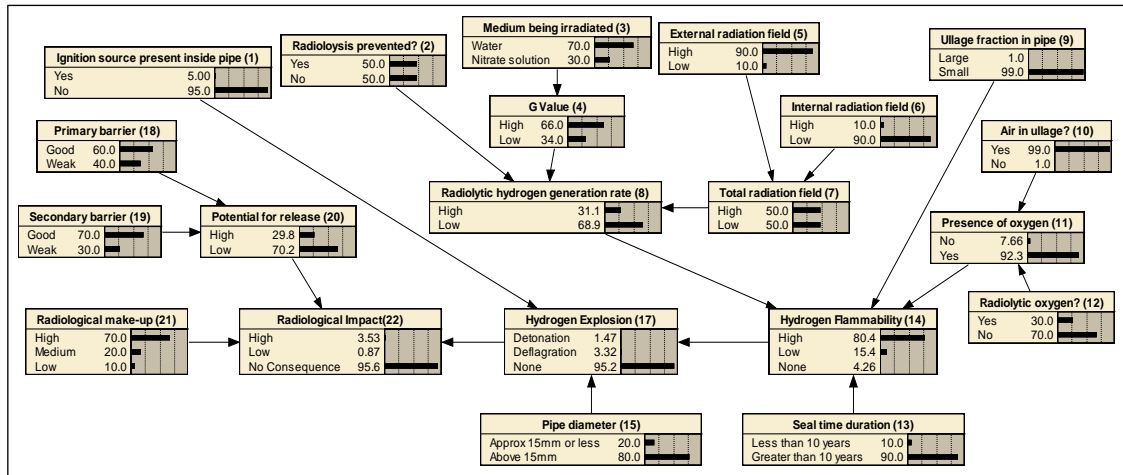 Ignition source present inside pipe (1)
Yes 5.00
No 95.0
Radioloysis prevented? (2)
Yes 50.0
No 50.0
Medium being irradiated (3)
Water 70.0
Nitrate solution 30.0
External radiation field (5)
High 90.0
Low 10.0
Ullage fraction in pipe (9)
Large 1.0
Small 99.0
G Value (4)
High 66.0
Low 34.0
Internal radiation field (6)
High 10.0
Low 90.0
Air in ullage? (10)
Yes 99.0
No 1.0
Primary barrier (18)
Good 60.0
Weak 40.0
Secondary barrier (19)
Good 70.0
Weak 30.0
Potential for release (20)
High 29.8
Low 70.2
Radiolytic hydrogen generation rate (8)
High 31.1
Low 68.9
Total radiation field (7)
High 50.0
Low 50.0
Presence of oxygen (11)
No 7.66
Yes 92.3
Radiolytic oxygen? (12)
Yes 30.0
No 70.0
Radiological make-up (21)
High 70.0
Medium 20.0
Low 10.0
Radiological Impact(22)
High 3.53
Low 0.87
No Consequence 95.6
Hydrogen Explosion (17)
Detonation 1.47
Deflagration 3.32
None 95.2
Hydrogen Flammability (14)
High 80.4
Low 15.4
None 4.26
Pipe diameter (15)
Approx 15mm or less 20.0
Above 15mm 80.0
Seal time duration (13)
Less than 10 years 10.0
Greater than 10 years 90.0